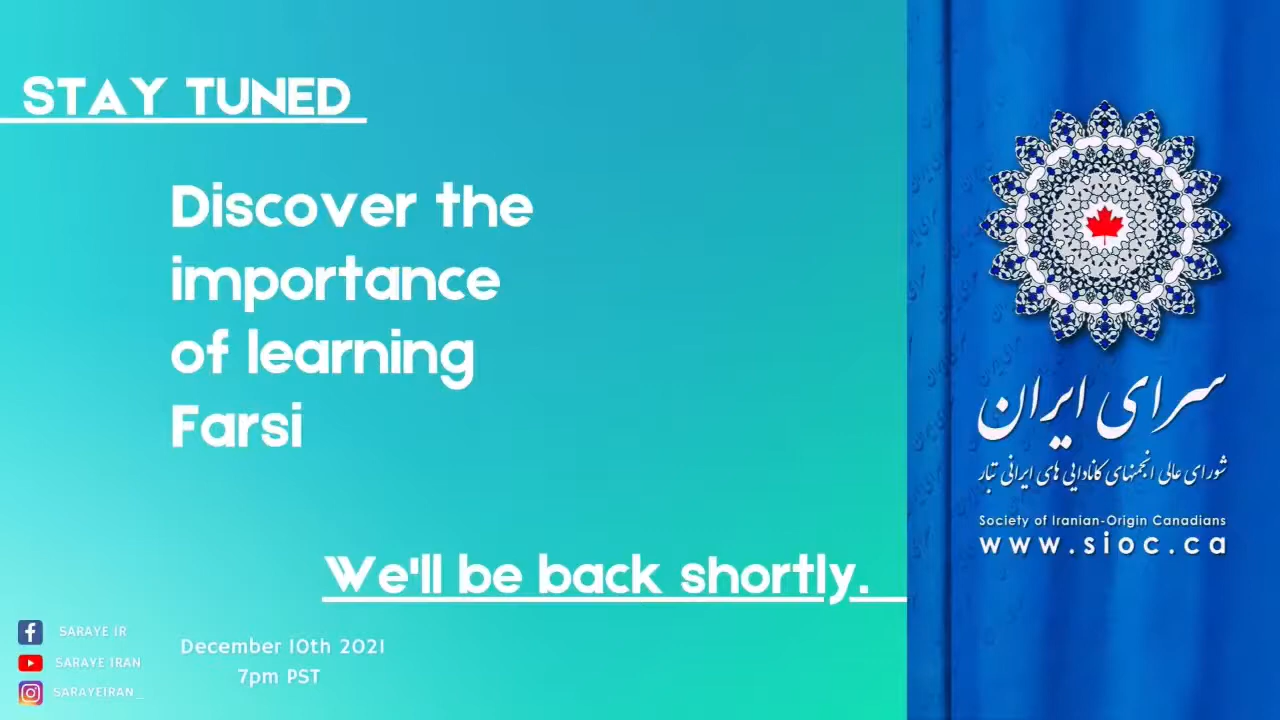 STAY TUNED
Discover the
importance
of learning
Farsi
We'll be back shortly.
SARAYE IR
SARAYE IRAN
SARAYEIRAN_
December 10th 2021
7pm PST
سرای ایران
شورای عالی انجمنهای کانادایی های ایرانی تبار
Society of Iranian-Origin Canadians
www.sioc.ca